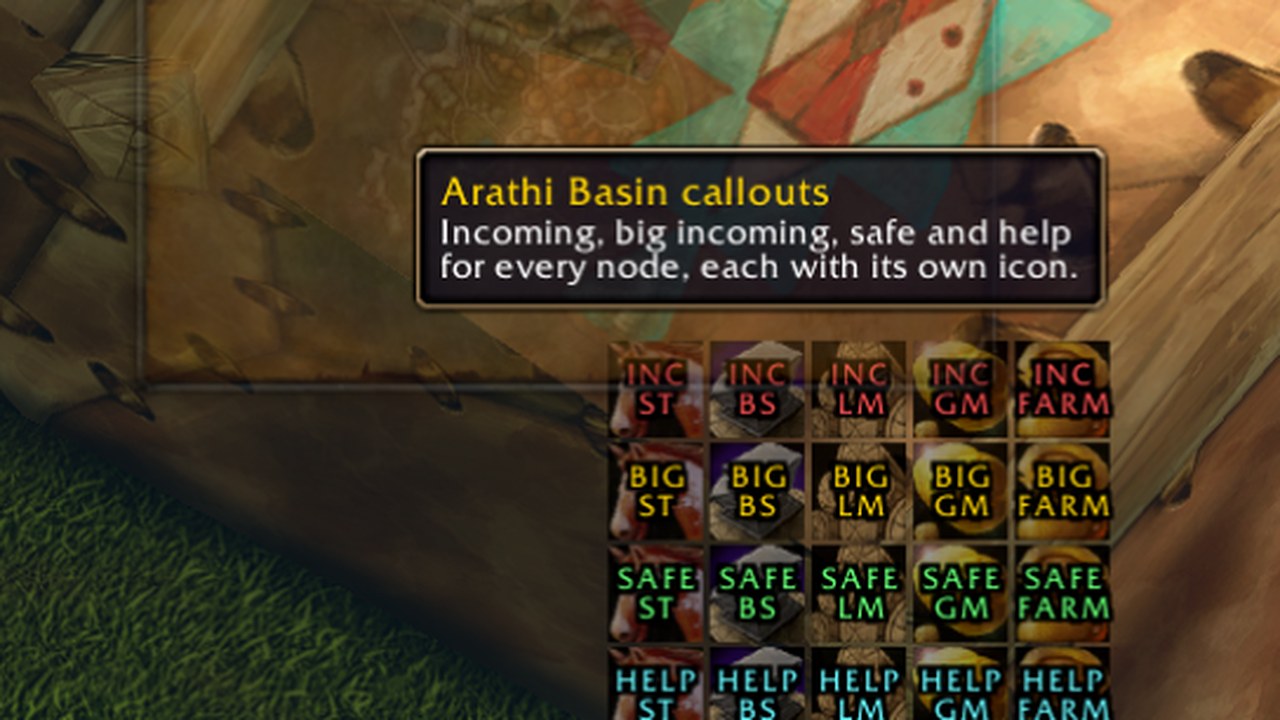 Arathi Basin callouts
Incoming, big incoming, safe and help
for every node, each with its own icon.
INC INC INC INC INC
ST BS LM GM FARM
BIG BIG BIG BIG BIG
ST BS LM GM FARM
SAFE SAFE SAFE SAFE SAFE
ST BS LM GM FARM
HELP HELP HELP HELP HELP
ST BS LM GM FARM